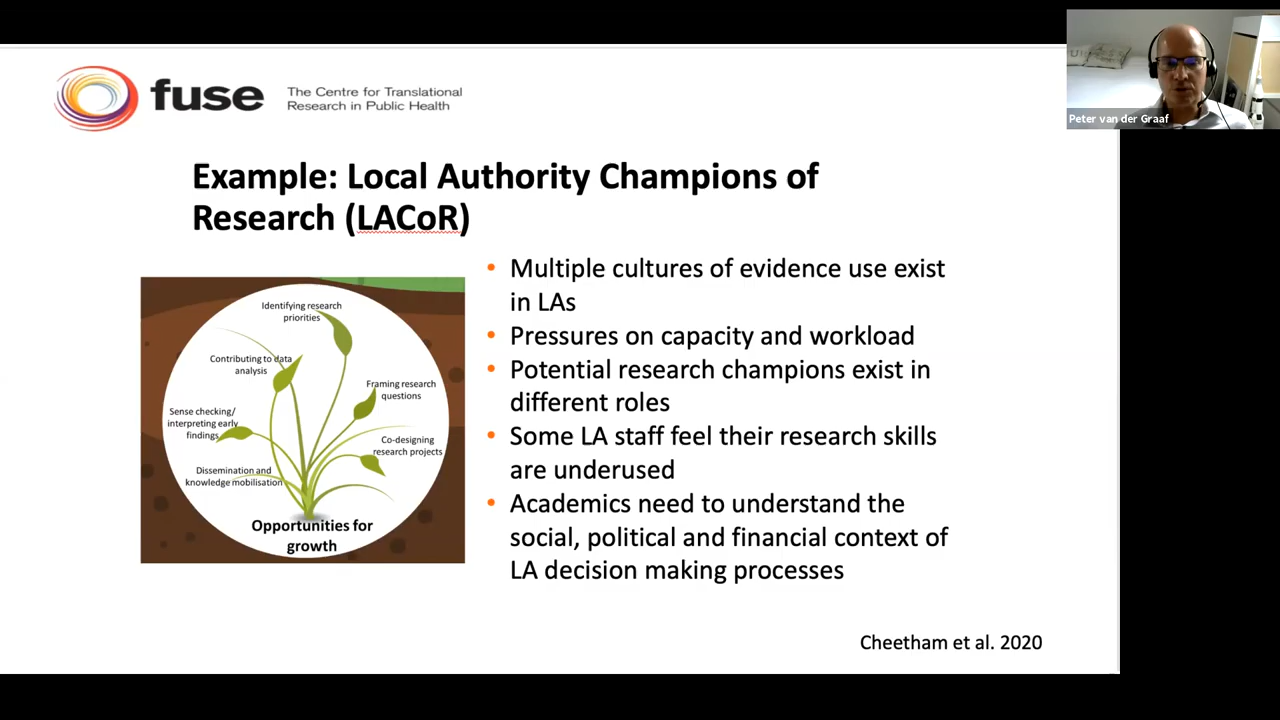 fuse
The Centre for Translational
Research in Public Health
Peter van der Graaf
Example: Local Authority Champions of
Research (LACoR)
Identifying research
priorities
Contributing to data
analysis
Framing research
questions
Sense checking/
interpreting early
findings
Co-designing
research projects
Dissemination and
knowledge mobilisation
Opportunities for
growth
• Multiple cultures of evidence use exist
in LAs
• Pressures on capacity and workload
• Potential research champions exist in
different roles
• Some LA staff feel their research skills
are underused
• Academics need to understand the
social, political and financial context of
LA decision making processes
Cheetham et al. 2020